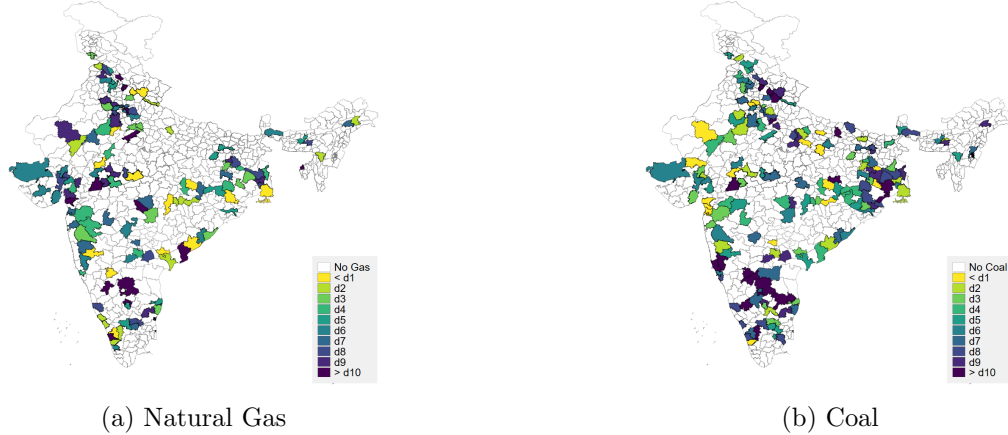 No Gas
< d1
d2
d3
d4
d5
d6
d7
d8
d9
> d10
(a) Natural Gas
No Coal
< d1
d2
d3
d4
d5
d6
d7
d8
d9
> d10
(b) Coal